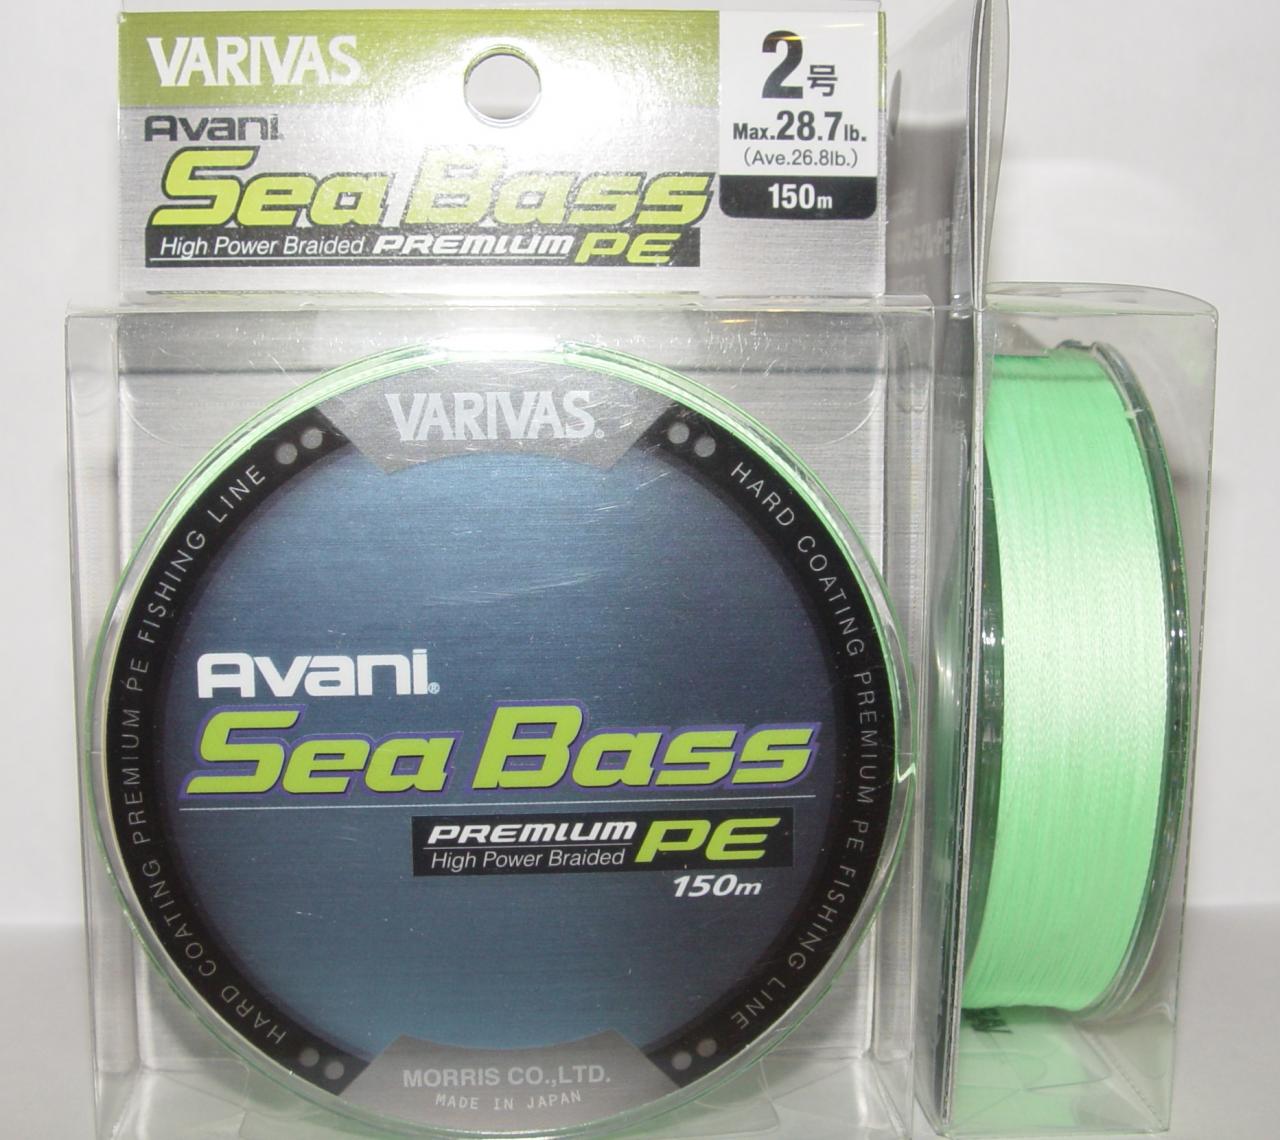 VARIVAS
Avani
Sea Bass
High Power Braided PREMIUM PE
2号
Max.28.7lb.
(Ave.26.8lb.)
150m
VARIVAS®
HARD COATING PREMIUM PE FISHING LINE
HARD COATING PREMIUM PE FISHING LINE
Avani®
Sea Bass
PREMIUM PE
High Power Braided
150m
MORRIS CO.,LTD.
MADE IN JAPAN